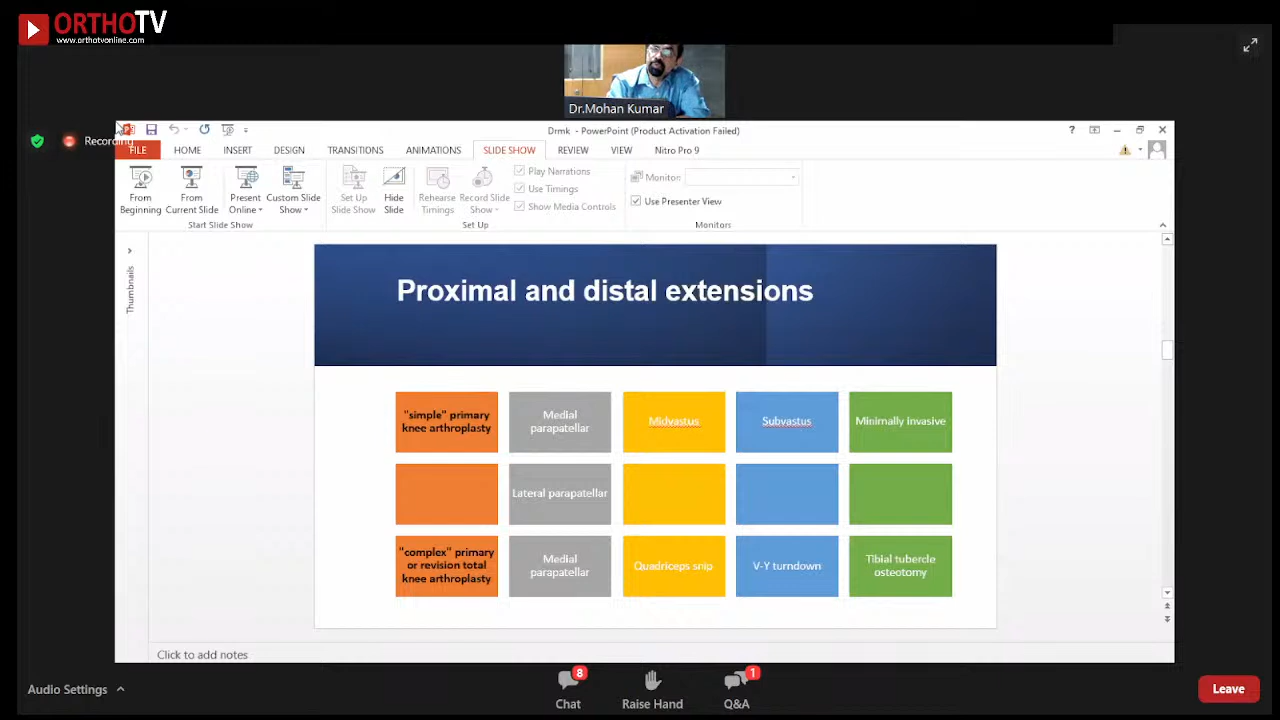 ORTHOTV
www.orthotvonline.com
Dr.Mohan Kumar
Recording
Drmk - PowerPoint (Product Activation Failed)
FILE HOME INSERT DESIGN TRANSITIONS ANIMATIONS SLIDE SHOW REVIEW VIEW Nitro Pro 9
From
Beginning
From
Current Slide
Present
Online
Custom Slide
Show
Start Slide Show
Set Up
Slide Show
Hide
Slide
Rehearse
Timings
Record Slide
Show
Play Narrations
Use Timings
Show Media Controls
Set Up
Monitor:
Use Presenter View
Monitors
Thumbnails
Proximal and distal extensions
"simple" primary
knee arthroplasty
Medial
parapatellar
Midvastus
Subvastus
Minimally invasive
Lateral parapatellar
"complex" primary
or revision total
knee arthroplasty
Medial
parapatellar
Quadriceps snip
V-Y turndown
Tibial tubercle
osteotomy
Click to add notes
Audio Settings
8
Chat
Raise Hand
1
Q&A
Leave